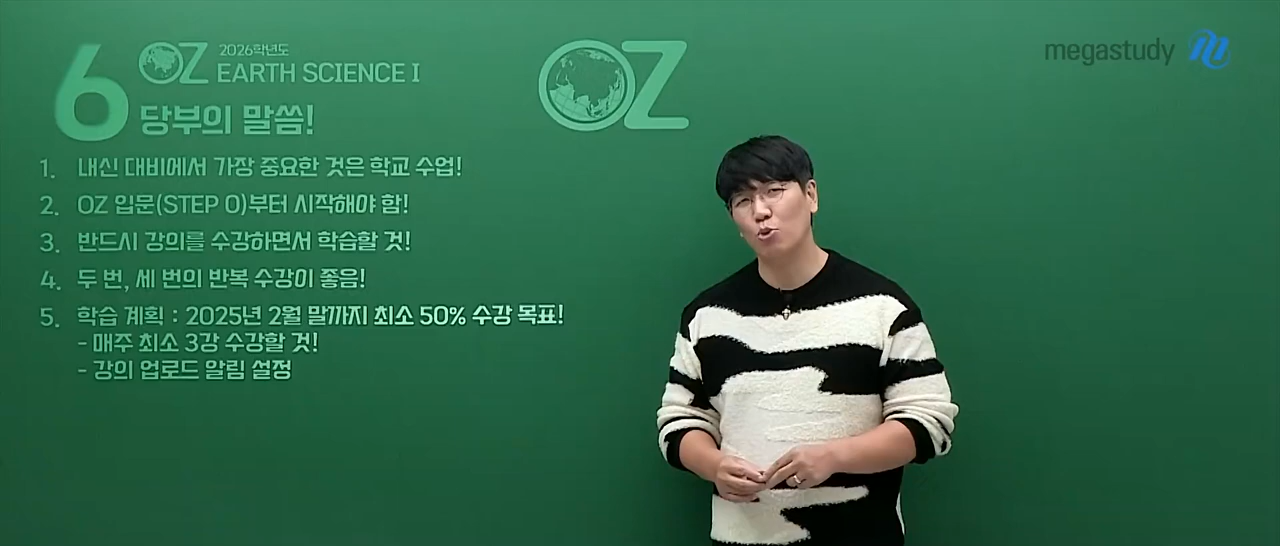 6
OZ 2026학년도
EARTH SCIENCE I
당부의 말씀!
OZ
megastudy
1. 내신 대비에서 가장 중요한 것은 학교 수업!
2. OZ 입문(STEP 0)부터 시작해야 함!
3. 반드시 강의를 수강하면서 학습할 것!
4. 두 번, 세 번의 반복 수강이 좋음!
5. 학습 계획 : 2025년 2월 말까지 최소 50% 수강 목표!
- 매주 최소 3강 수강할 것!
- 강의 업로드 알림 설정